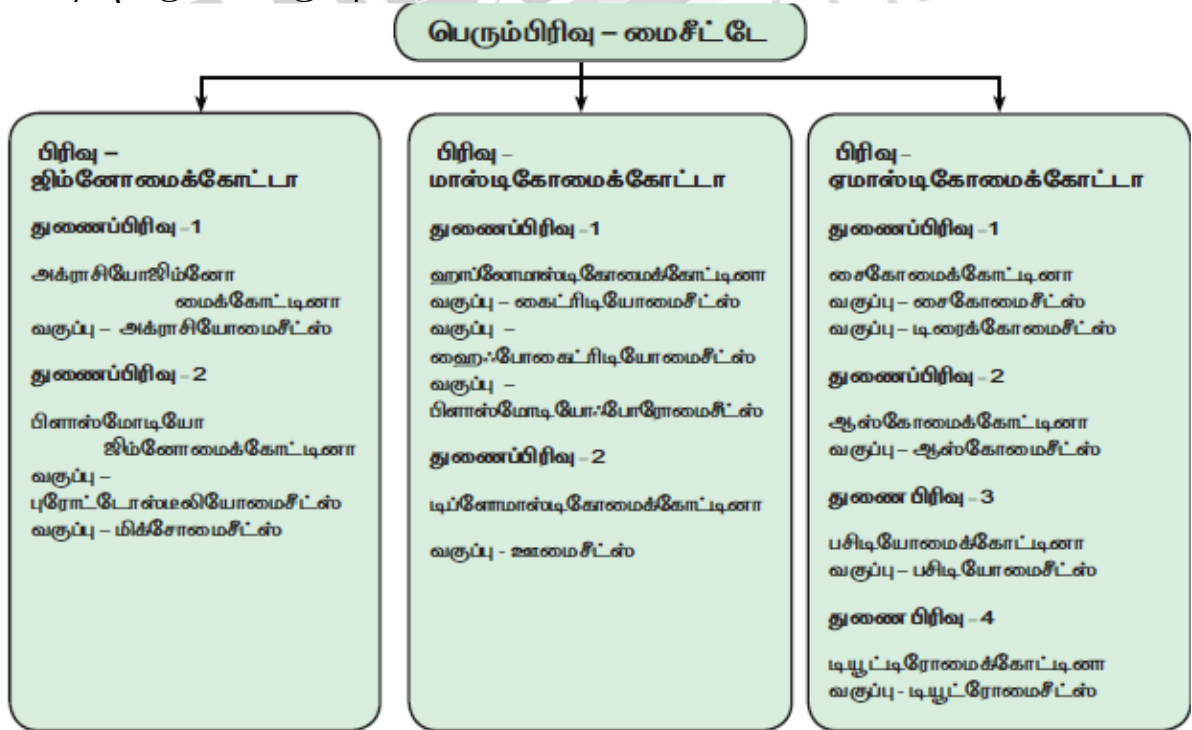 பெரும்பிரிவு – மைசீட்டே
பிரிவு –
ஜிம்னோமைக்கோட்டா
துணைப்பிரிவு –1
அக்ராசியோஜிம்னோ
மைக்கோட்டினா
வகுப்பு – அக்ராசியோமைசீட்ஸ்
துணைப்பிரிவு –2
பிளாஸ்மோடியோ
ஜிம்னோமைக்கோட்டினா
வகுப்பு –
புரோட்டோஸ்டீலியோமைசீட்ஸ்
வகுப்பு – மிக்சோமைசீட்ஸ்
பிரிவு –
மாஸ்டிகோமைக்கோட்டா
துணைப்பிரிவு –1
ஹாப்லோமாஸ்டிகோமைக்கோட்டினா
வகுப்பு – கைட்ரிடியோமைசீட்ஸ்
வகுப்பு –
ஹைஃபோகைட்ரிடியோமைசீட்ஸ்
வகுப்பு –
பிளாஸ்மோடியோஃபோரோமைசீட்ஸ்
துணைப்பிரிவு –2
டிப்ளோமாஸ்டிகோமைக்கோட்டினா
வகுப்பு - ஊமைசீட்ஸ்
பிரிவு–
ஏமாஸ்டிகோமைக்கோட்டா
துணைப்பிரிவு –1
சைகோமைக்கோட்டினா
வகுப்பு – சைகோமைசீட்ஸ்
வகுப்பு – டிரைக்கோமைசீட்ஸ்
துணைப்பிரிவு –2
ஆஸ்கோமைக்கோட்டினா
வகுப்பு – ஆஸ்கோமைசீட்ஸ்
துணை பிரிவு –3
பசிடியோமைக்கோட்டினா
வகுப்பு – பசிடியோமைசீட்ஸ்
துணை பிரிவு –4
டியூட்டிரோமைக்கோட்டினா
வகுப்பு - டியூட்ரோமைசீட்ஸ்